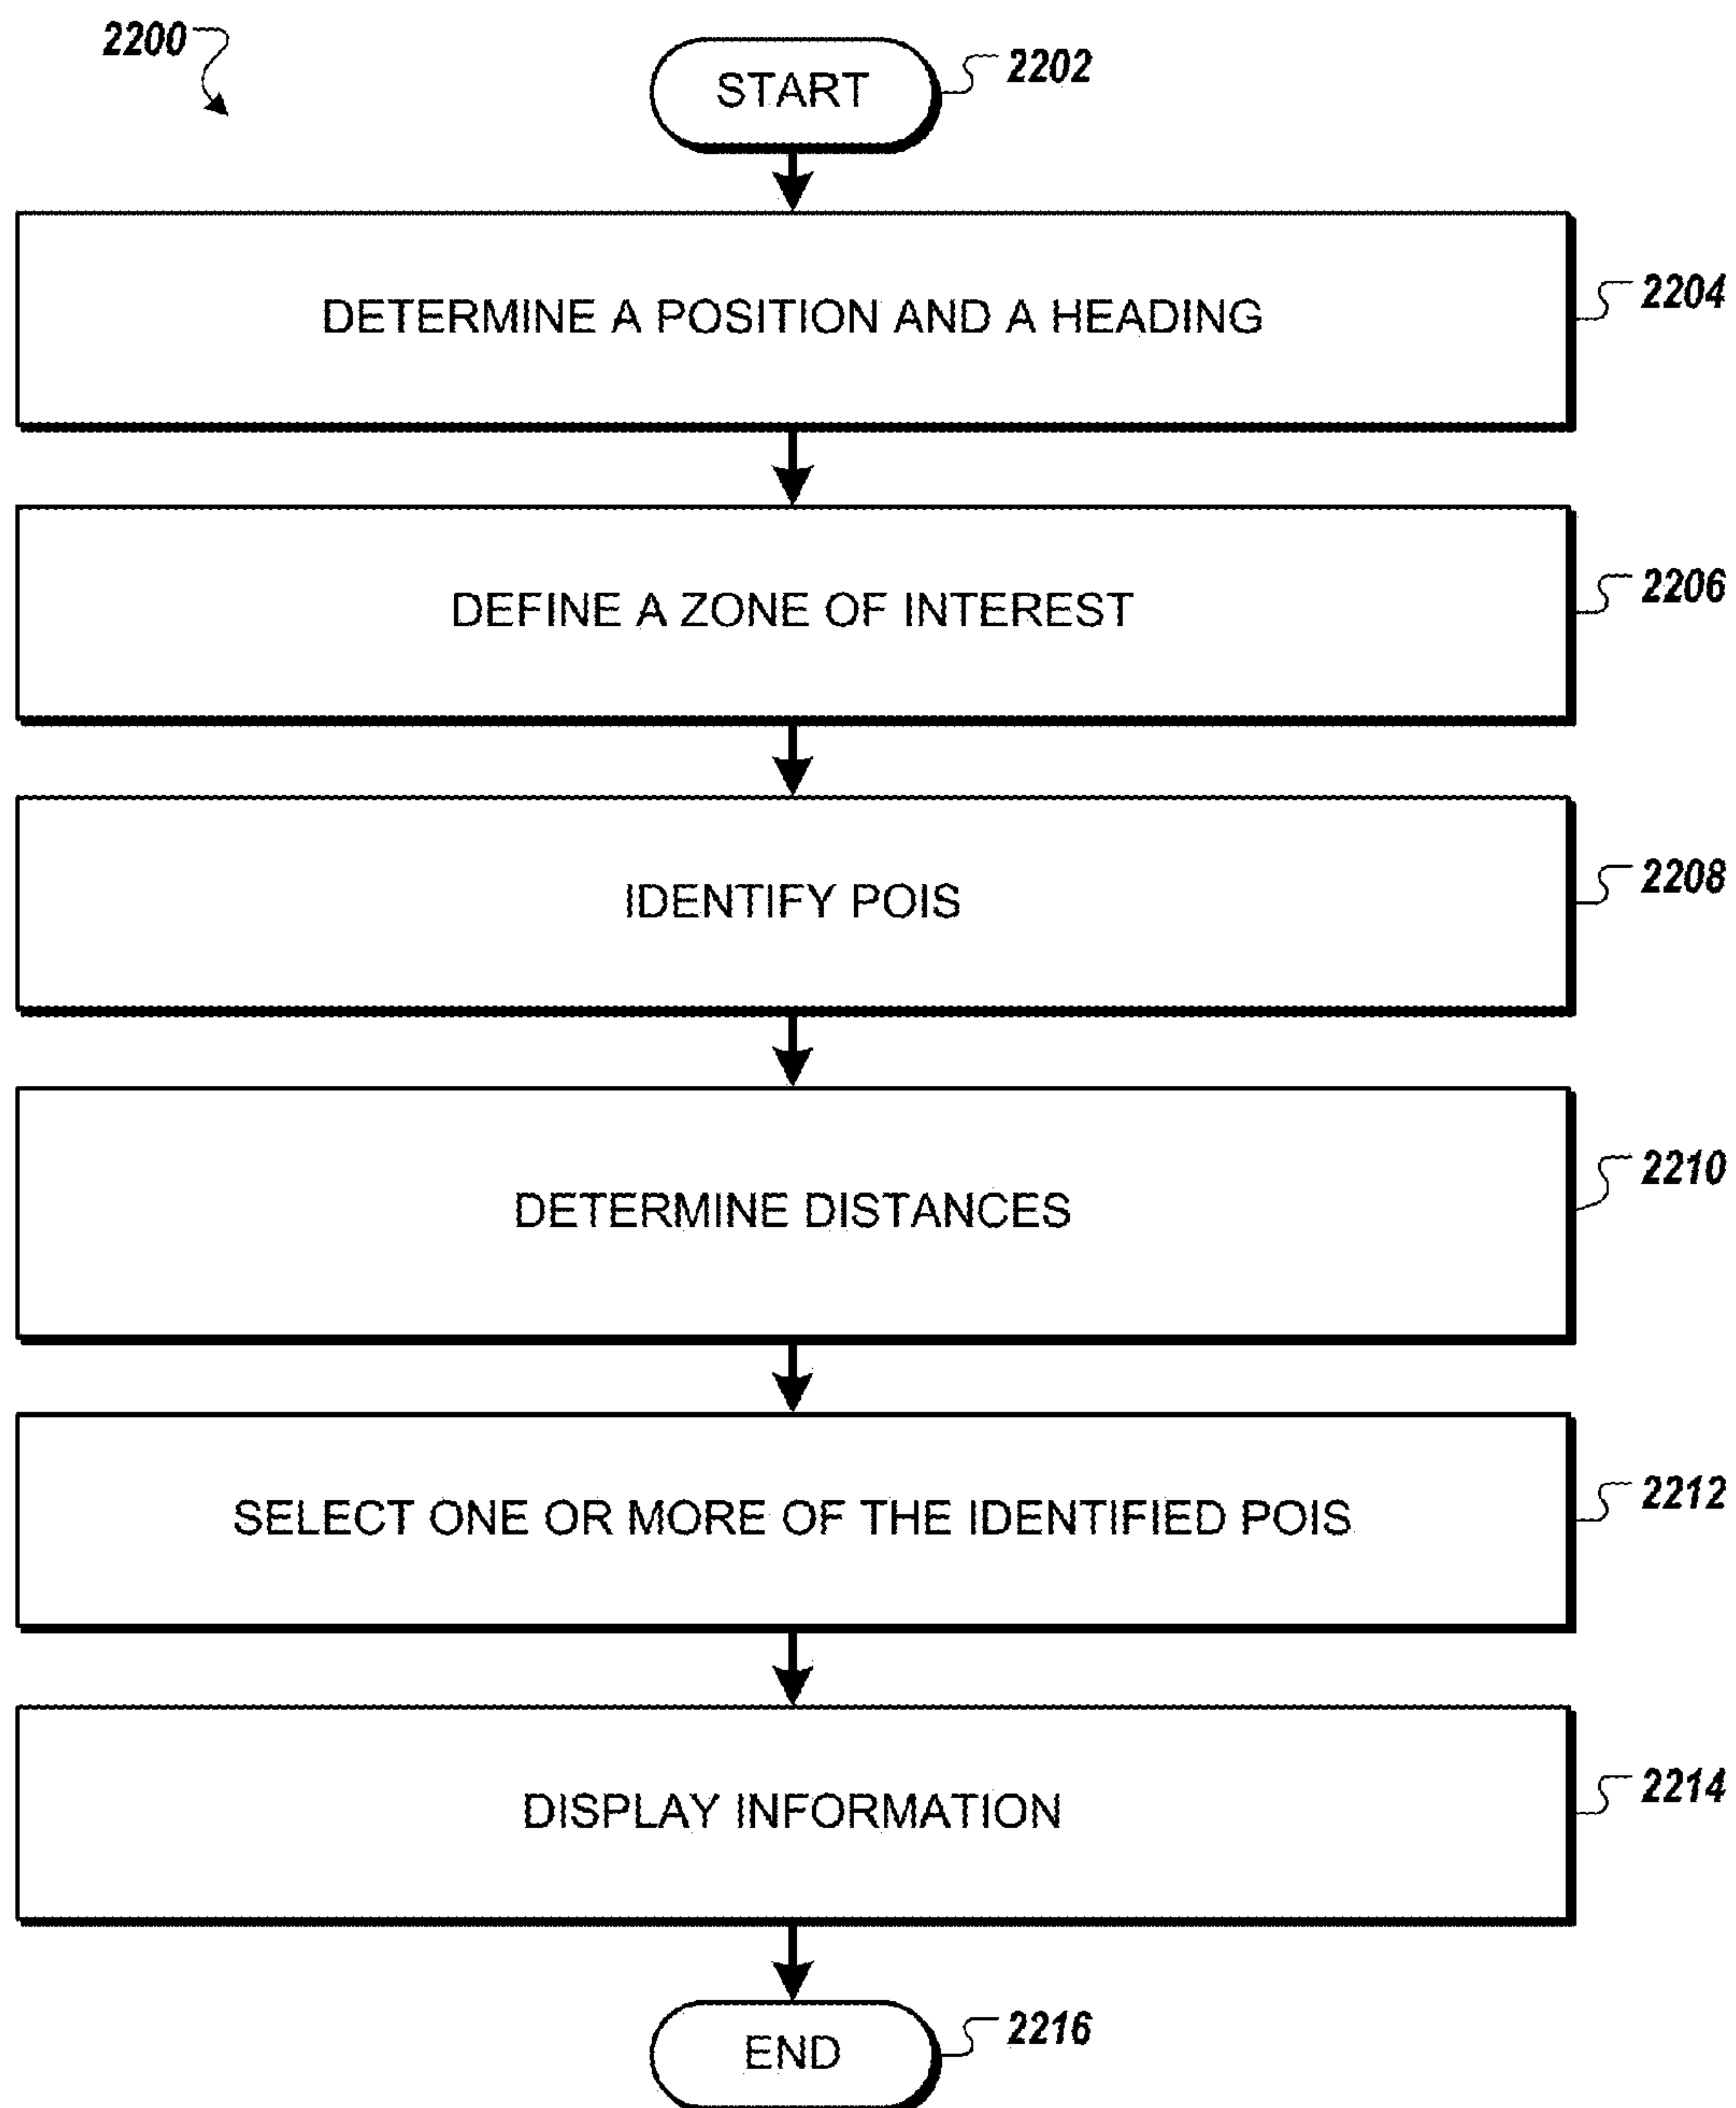 2200
START
2202
DETERMINE A POSITION AND A HEADING
2204
DEFINE A ZONE OF INTEREST
2206
IDENTIFY POIS
2208
DETERMINE DISTANCES
2210
SELECT ONE OR MORE OF THE IDENTIFIED POIS
2212
DISPLAY INFORMATION
2214
END
2216